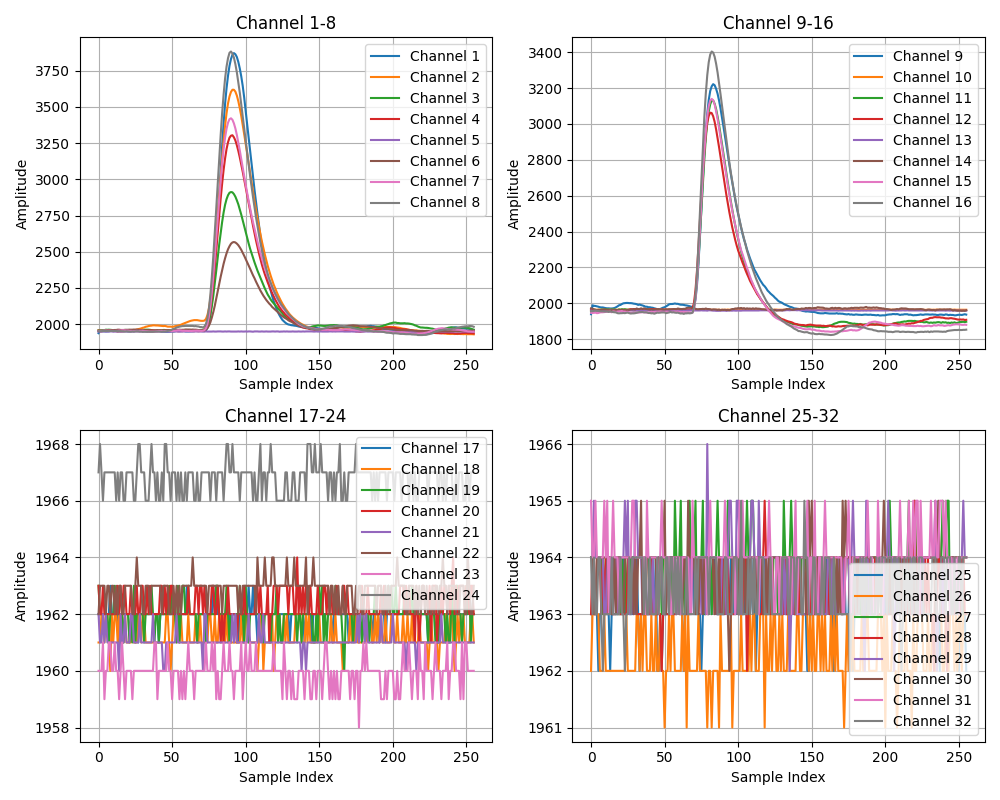 Channel 1-8
3750
3500
3250
3000
2750
2500
2250
2000
Amplitude
0 50 100 150 200 250
Sample Index
Channel 1
Channel 2
Channel 3
Channel 4
Channel 5
Channel 6
Channel 7
Channel 8
Channel 9-16
3400
3200
3000
2800
2600
2400
2200
2000
1800
Amplitude
0 50 100 150 200 250
Sample Index
Channel 9
Channel 10
Channel 11
Channel 12
Channel 13
Channel 14
Channel 15
Channel 16
Channel 17-24
1968
1966
1964
1962
1960
1958
Amplitude
0 50 100 150 200 250
Sample Index
Channel 17
Channel 18
Channel 19
Channel 20
Channel 21
Channel 22
Channel 23
Channel 24
Channel 25-32
1966
1965
1964
1963
1962
1961
Amplitude
0 50 100 150 200 250
Sample Index
Channel 25
Channel 26
Channel 27
Channel 28
Channel 29
Channel 30
Channel 31
Channel 32